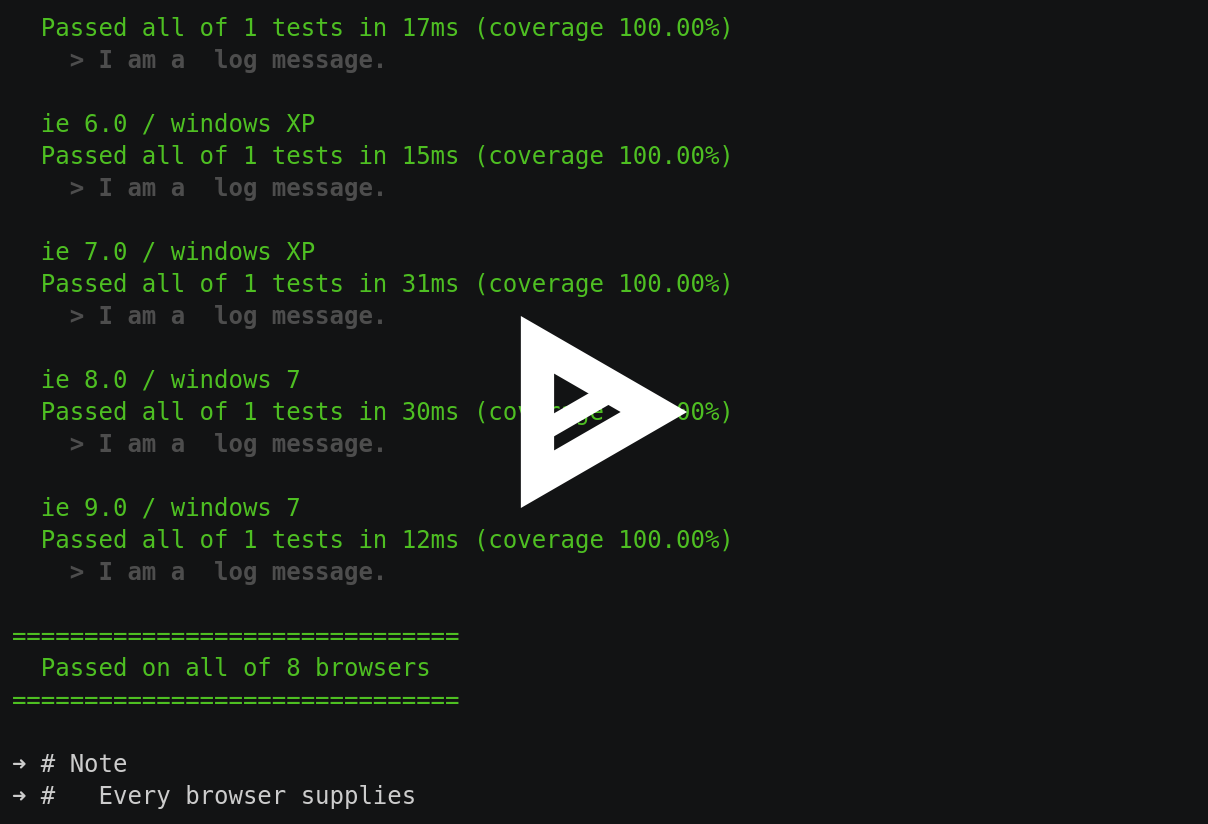 Passed all of 1 tests in 17ms (coverage 100.00%)
> I am a  log message.
ie 6.0 / windows XP
Passed all of 1 tests in 15ms (coverage 100.00%)
> I am a  log message.
ie 7.0 / windows XP
Passed all of 1 tests in 31ms (coverage 100.00%)
> I am a  log message.
ie 8.0 / windows 7
Passed all of 1 tests in 30ms
> I am a  log message.
ie 9.0 / windows 7
Passed all of 1 tests in 12ms (coverage 100.00%)
> I am a  log message.
===============================
Passed on all of 8 browsers
===============================
➜ # Note
➜ #   Every browser supplies